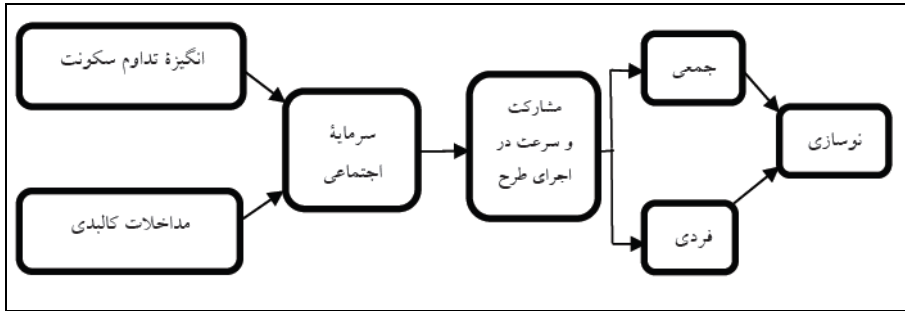 انگیزهٔ تداوم سکونت
مداخلات کالبدی
سرمایهٔ
اجتماعی
مشارکت
و سرعت در
اجرای طرح
جمعی
فردی
نوسازی